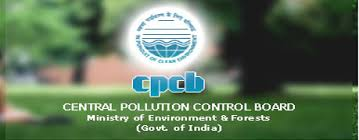 cpcb
CENTRAL POLLUTION CONTROL BOARD
Ministry of Environment & Forests
(Govt. of India)